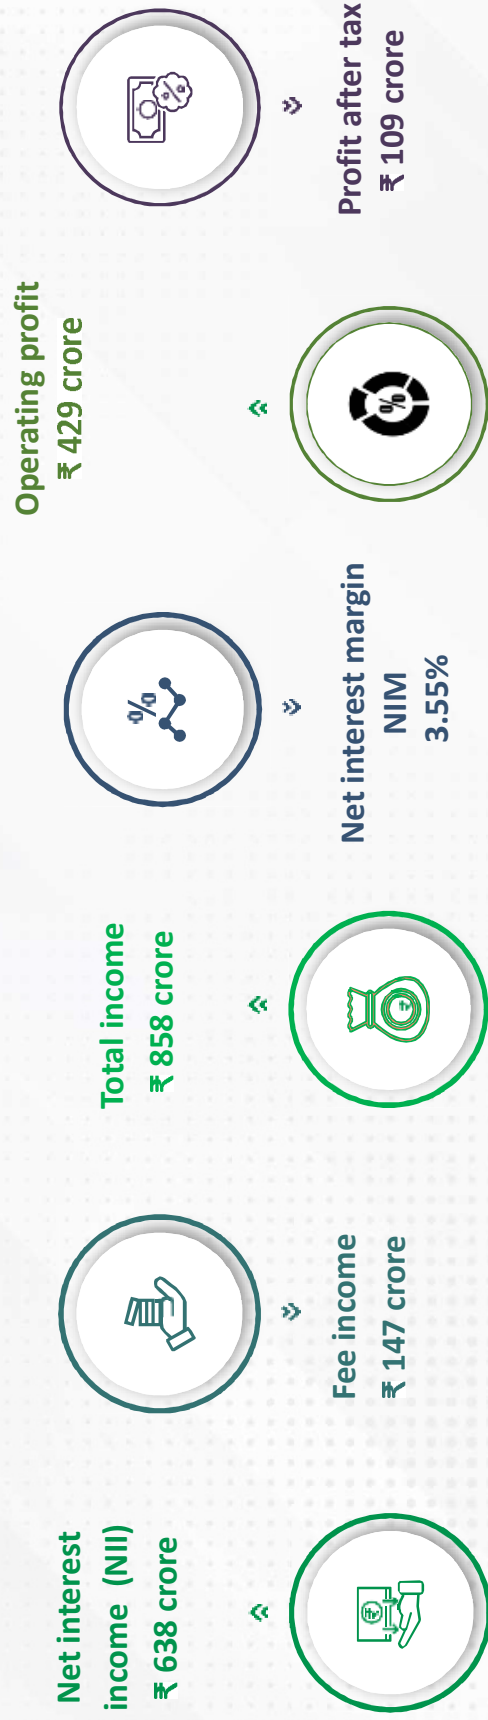 Net interest
income (NII)
₹ 638 crore
Fee income
₹ 147 crore
Total income
₹ 858 crore
Net interest margin
NIM
3.55%
Operating profit
₹ 429 crore
Profit after tax
₹ 109 crore
%
%
%
₹
₹